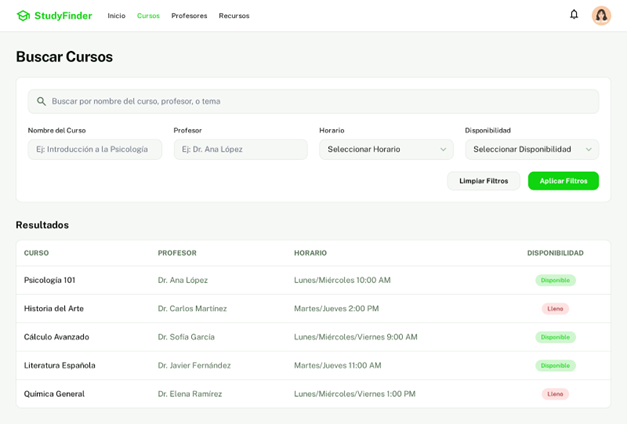 StudyFinder Inicio Cursos Profesores Recursos
Buscar Cursos
Buscar por nombre del curso, profesor, o tema
Nombre del Curso Profesor Horario Disponibilidad
Ej: Introducción a la Psicología Ej: Dr. Ana López Seleccionar Horario Seleccionar Disponibilidad
Limpiar Filtros Aplicar Filtros
Resultados
CURSO PROFESOR HORARIO DISPONIBILIDAD
Psicología 101 Dr. Ana López Lunes/Miércoles 10:00 AM Disponible
Historia del Arte Dr. Carlos Martínez Martes/Jueves 2:00 PM Lleno
Cálculo Avanzado Dr. Sofía García Lunes/Miércoles/Viernes 9:00 AM Disponible
Literatura Española Dr. Javier Fernández Martes/Jueves 11:00 AM Disponible
Química General Dr. Elena Ramírez Lunes/Miércoles/Viernes 1:00 PM Lleno